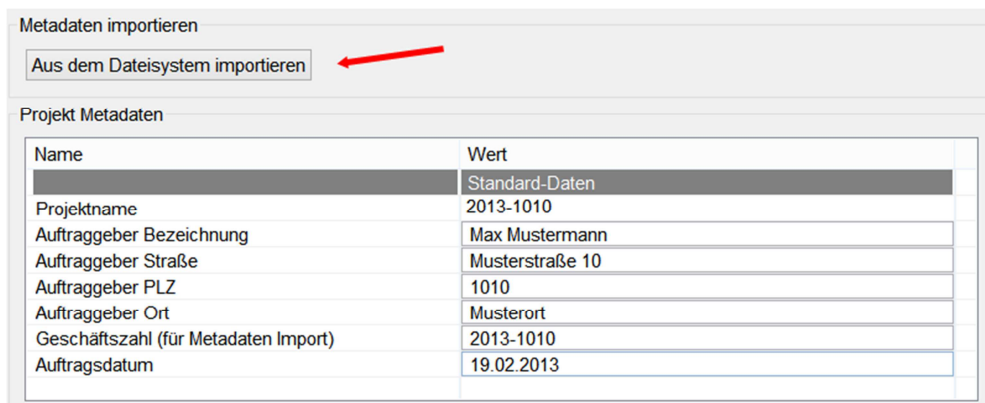 Metadaten importieren
Aus dem Dateisystem importieren
Projekt Metadaten
Name Wert
Standard-Daten
Projektname 2013-1010
Auftraggeber Bezeichnung Max Mustermann
Auftraggeber Straße Musterstraße 10
Auftraggeber PLZ 1010
Auftraggeber Ort Musterort
Geschäftszahl (für Metadaten Import) 2013-1010
Auftragsdatum 19.02.2013